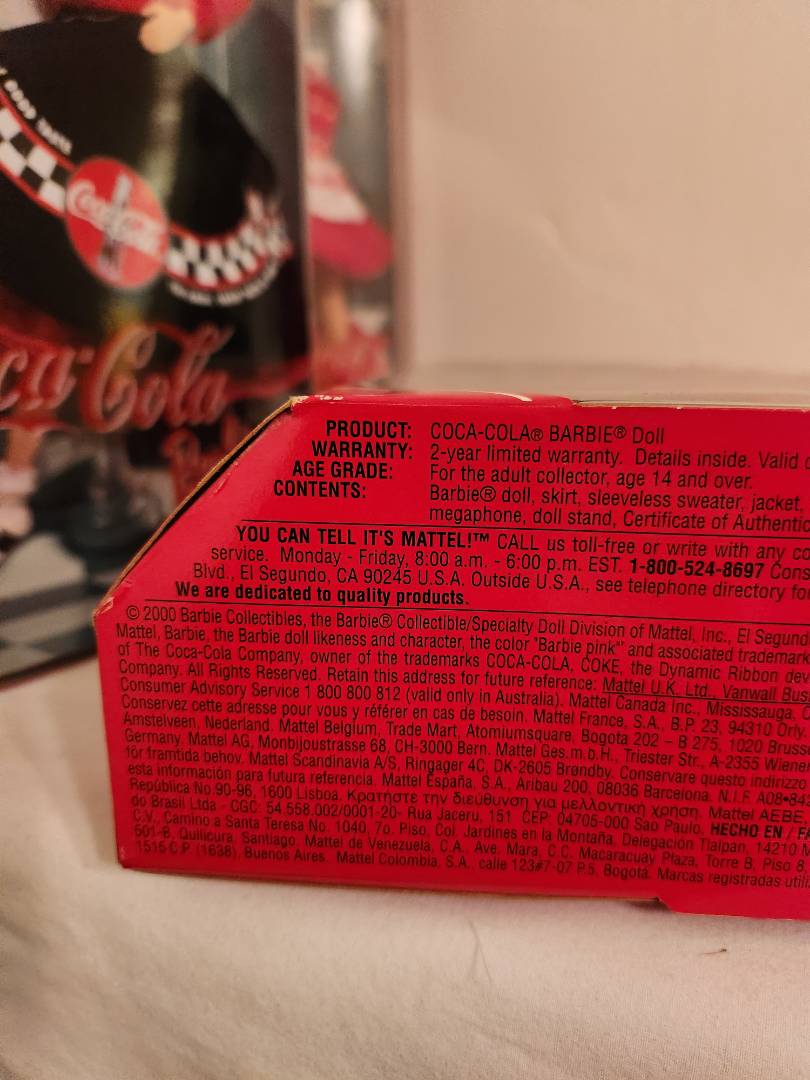 Coca-Cola
Coca-Cola
PRODUCT: COCA-COLA® BARBIE® Doll
WARRANTY: 2-year limited warranty. Details inside. Valid
AGE GRADE: For the adult collector, age 14 and over.
CONTENTS: Barbie® doll, skirt, sleeveless sweater, jacket,
megaphone, doll stand, Certificate of Authentic
YOU CAN TELL IT'S MATTEL!™ CALL us toll-free or write with any co
service. Monday - Friday, 8:00 a.m. - 6:00 p.m. EST. 1-800-524-8697 Cons
Blvd., El Segundo, CA 90245 U.S.A. Outside U.S.A., see telephone directory for
We are dedicated to quality products.
© 2000 Barbie Collectibles, the Barbie® Collectible/Specialty Doll Division of Mattel, Inc., El Segund
Mattel, Barbie, the Barbie doll likeness and character, the color "Barbie pink" and associated trademark
of The Coca-Cola Company, owner of the trademarks COCA-COLA, COKE, the Dynamic Ribbon dev
Company. All Rights Reserved. Retain this address for future reference: Mattel U.K. Ltd., Vanwall Bus
Consumer Advisory Service 1 800 800 812 (valid only in Australia). Mattel Canada Inc., Mississauga,
Conservez cette adresse pour vous y référer en cas de besoin. Mattel France, S.A., B.P. 23, 94310 Orly.
Amstelveen, Nederland. Mattel Belgium, Trade Mart, Atomiumsquare, Bogota 202 - B 275, 1020 Brusse
Germany. Mattel AG, Monbijoustrasse 68, CH-3000 Bern. Mattel Ges.m.b.H., Triester Str., A-2355 Wiener
för framtida behov. Mattel Scandinavia A/S, Ringager 4C, DK-2605 Brøndby. Conservare questo indirizzo
esta información para futura referencia. Mattel España, S.A., Aribau 200, 08036 Barcelona. N.I.F. A08-842
República No.90-96, 1600 Lisboa. Κρατήστε την διεύθυνση για μελλοντική χρήση. Mattel AEBE,
do Brasil Ltda - CGC: 54.558.002/0001-20- Rua Jaceru, 151 CEP: 04705-000 São Paulo. HECHO EN / FA
C.V., Camino a Santa Teresa No. 1040, 7o. Piso, Col. Jardines en la Montaña, Delegación Tlalpan, 14210 M
501-B, Quilicura, Santiago. Mattel de Venezuela, C.A., Ave. Mara, C.C. Macaracuay Plaza, Torre B, Piso 8,
1515 C.P. (1638), Buenos Aires. Mattel Colombia, S.A., calle 123#7-07 P.5, Bogotá. Marcas registradas utili